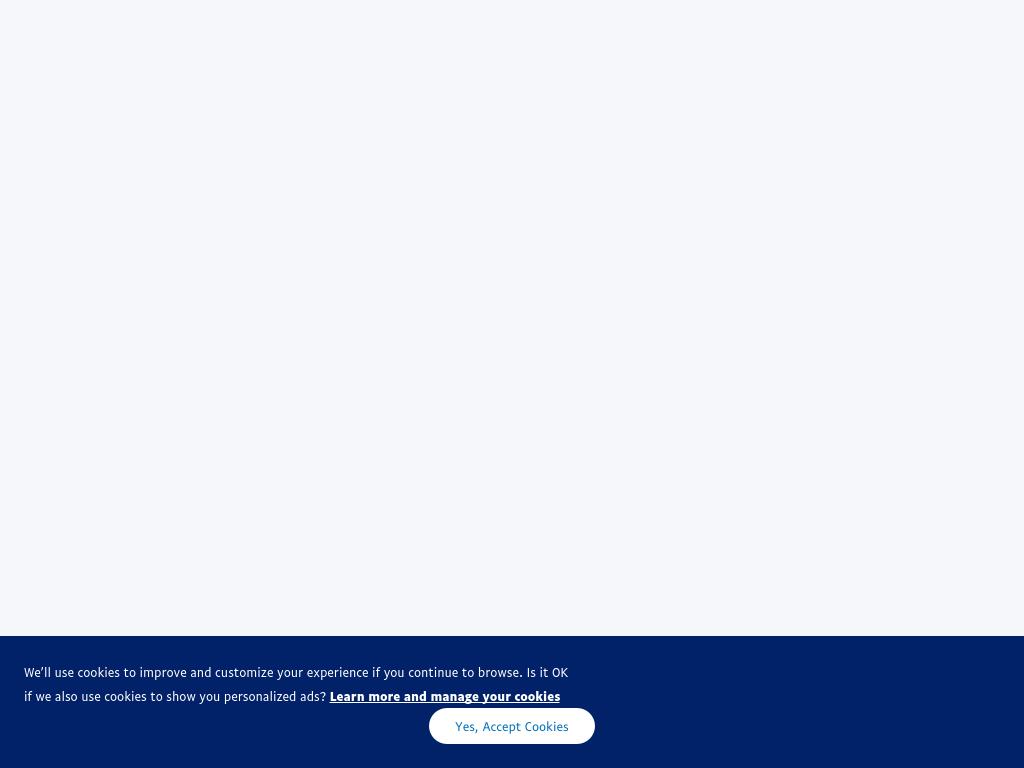 We’ll use cookies to improve and customize your experience if you continue to browse. Is it OK
if we also use cookies to show you personalized ads? Learn more and manage your cookies
Yes, Accept Cookies